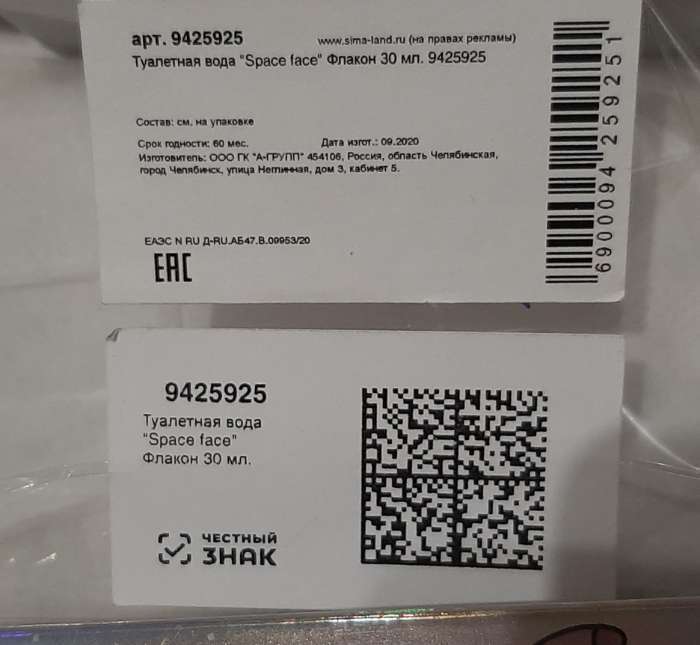 арт. 9425925 www.sima-land.ru (на правах рекламы)
Туалетная вода "Space face" Флакон 30 мл. 9425925
Состав: см. на упаковке
Срок годности: 60 мес. Дата изгот.: 09.2020
Изготовитель: ООО ГК "А-ГРУПП" 454106, Россия, область Челябинская,
город Челябинск, улица Неглинная, дом 3, кабинет 5.
ЕАЭС N RU Д-RU.АБ47.В.09953/20
EAC
6900094 259251
9425925
Туалетная вода
"Space face"
Флакон 30 мл.
ЧЕСТНЫЙ
ЗНАК